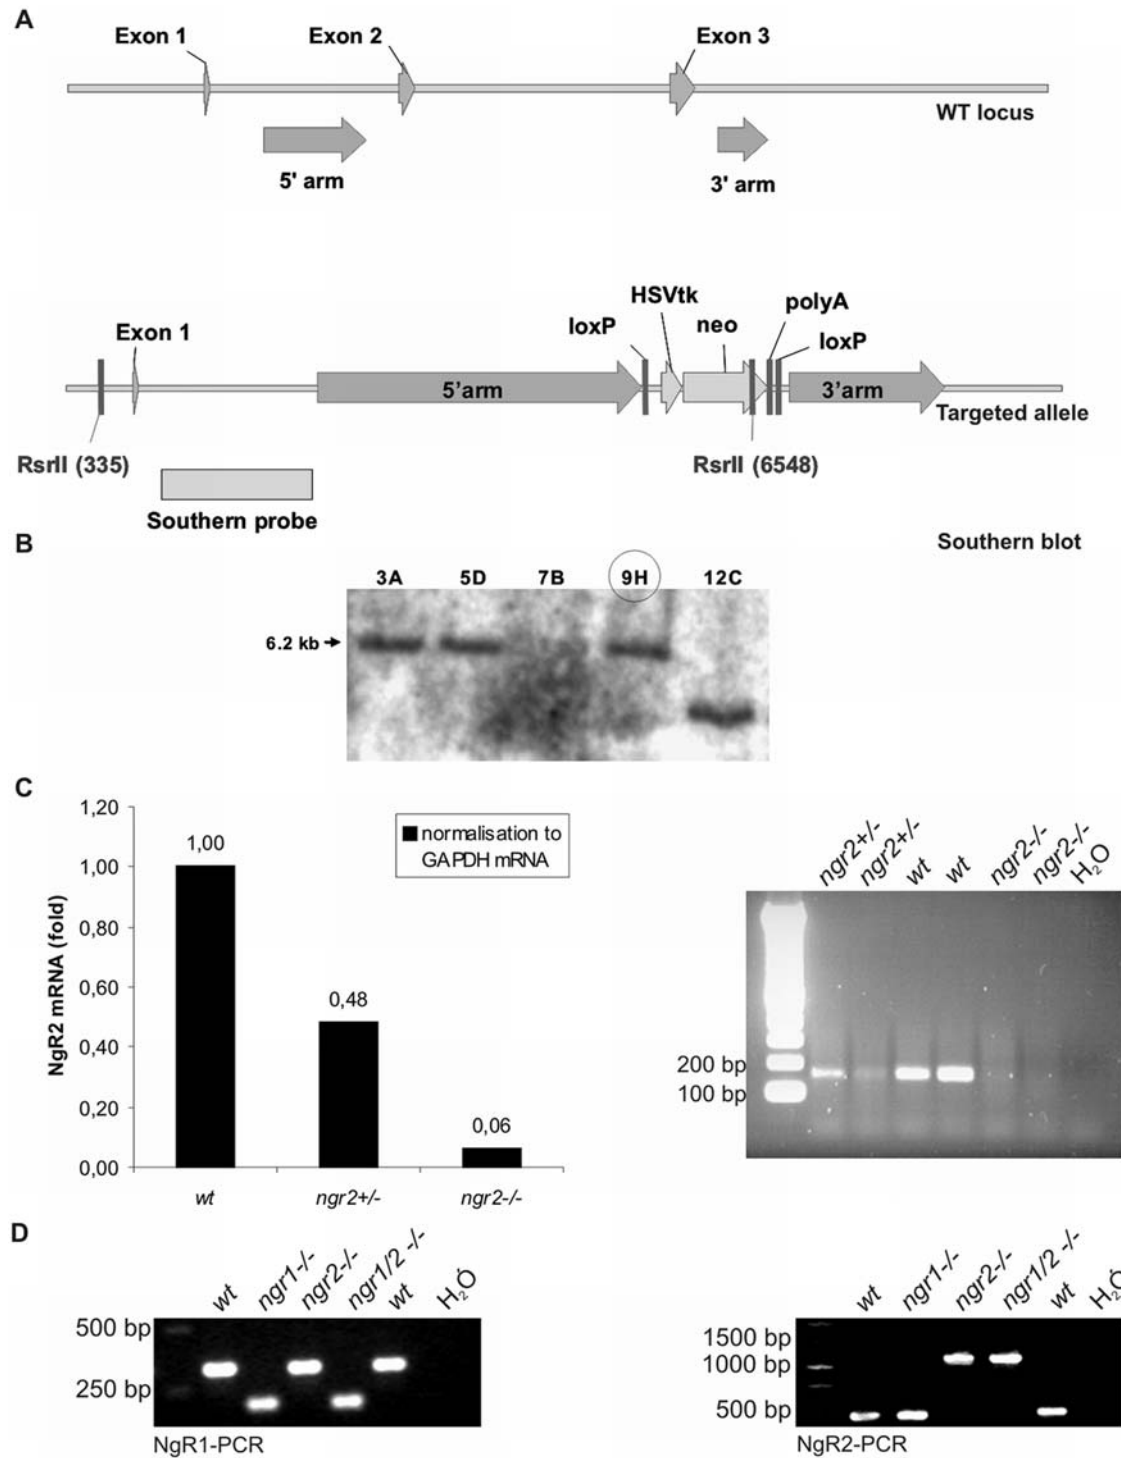 A
Exon 1
Exon 2
Exon 3
WT locus
5' arm
3' arm
HSVtk
polyA
loxP
neo
loxP
Exon 1
5'arm
3'arm
Targeted allele
RsrII (335)
RsrII (6548)
Southern probe
B
Southern blot
3A 5D 7B 9H 12C
6.2 kb
C
1,20
1,00
0,80
0,60
0,40
0,20
0,00
NgR2 mRNA (fold)
1,00
0,48
0,06
normalisation to
GAPDH mRNA
wt ngr2+/- ngr2-/-
ngr2+/- ngr2+/- wt wt ngr2-/- ngr2-/- H2O
200 bp
100 bp
D
wt ngr1-/- ngr2-/- ngr1/2 -/- wt H2O
500 bp
250 bp
NgR1-PCR
wt ngr1-/- ngr2-/- ngr1/2 -/- wt H2O
1500 bp
1000 bp
500 bp
NgR2-PCR